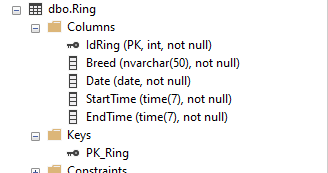 dbo.Ring
Columns
IdRing (PK, int, not null)
Breed (nvarchar(50), not null)
Date (date, not null)
StartTime (time(7), not null)
EndTime (time(7), not null)
Keys
PK_Ring
Constraints